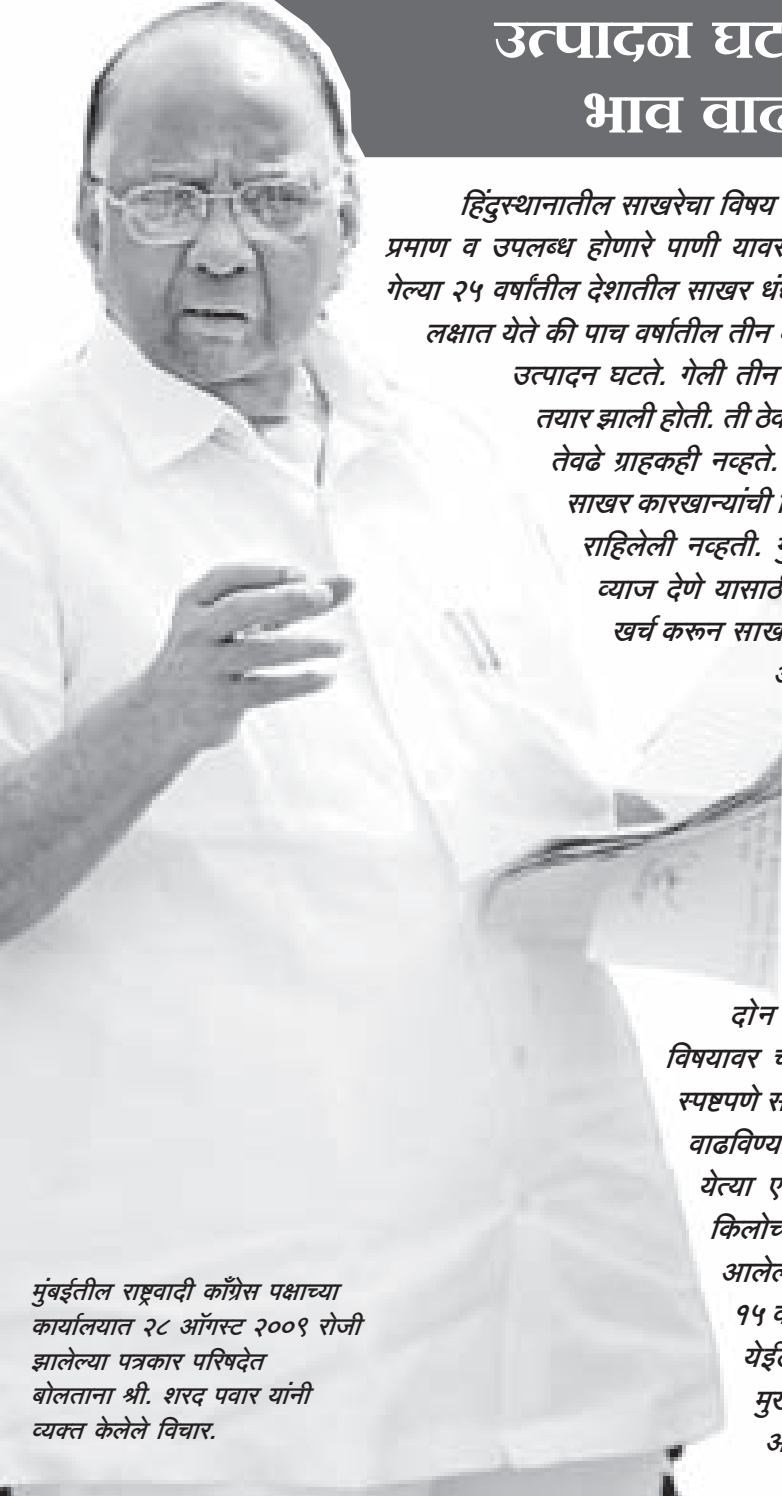 उत्पादन घट
भाव वाढ
हिंदुस्थानातील साखरेचा विषय
प्रमाण व उपलब्ध होणारे पाणी यावर
गेल्या २५ वर्षांतील देशातील साखर धं
लक्षात येते की पाच वर्षातील तीन
उत्पादन घटते. गेली तीन
तयार झाली होती. ती ठेव
तेवढे ग्राहकही नव्हते.
साखर कारखान्यांची
राहिलेली नव्हती.
व्याज देणे यासाठी
खर्च करून साख
दोन
विषयावर च
स्पष्टपणे स
वाढविण्य
येत्या ए
किलोच
आलेल
१५ व
येईल
मुख
अ
मुंबईतील राष्ट्रवादी काँग्रेस पक्षाच्या
कार्यालयात २८ ऑगस्ट २००९ रोजी
झालेल्या पत्रकार परिषदेत
बोलताना श्री. शरद पवार यांनी
व्यक्त केलेले विचार.